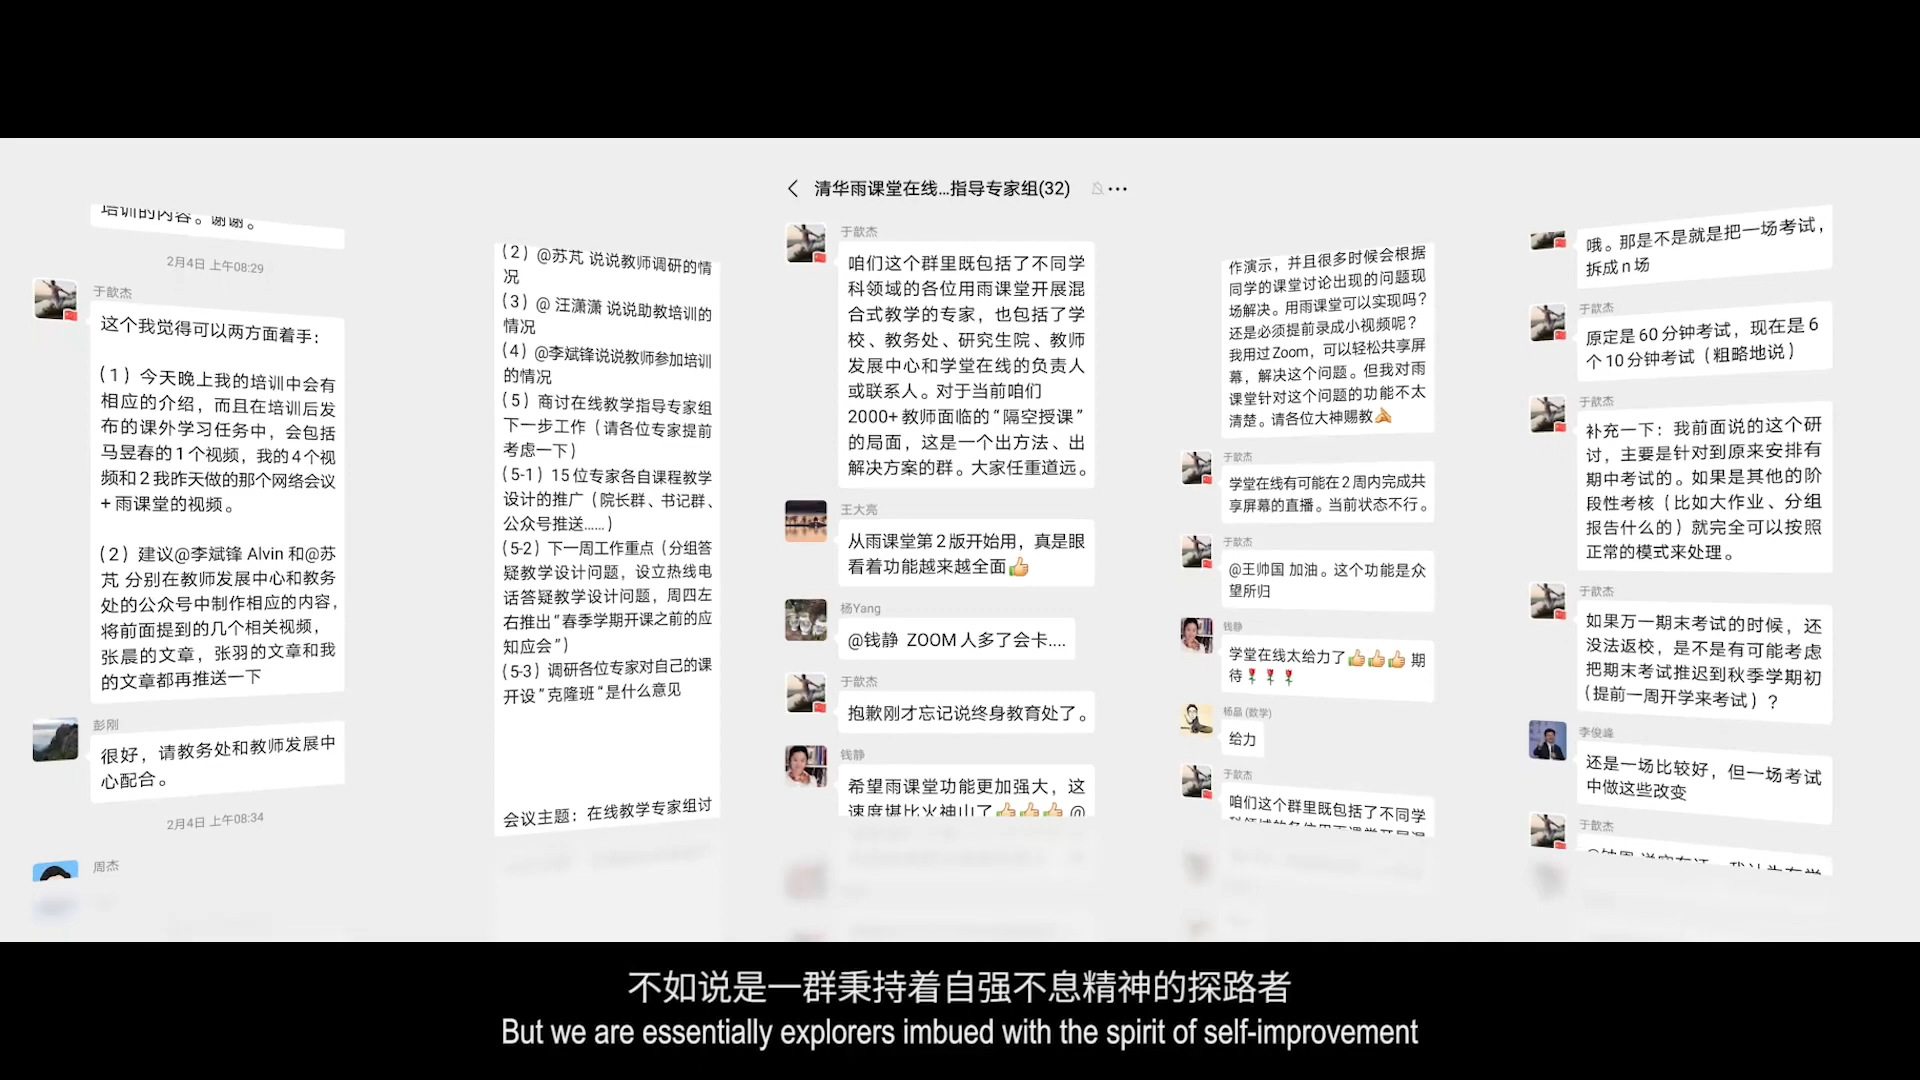 培训的内容。谢谢。
2月4日 上午08:29
于歆杰
这个我觉得可以两方面着手：
（1）今天晚上我的培训中会有
相应的介绍，而且在培训后发
布的课外学习任务中，会包括
马昱春的1个视频，我的4个视
频和2我昨天做的那个网络会议
+雨课堂的视频。
（2）建议@李斌锋 Alvin 和@苏
芃 分别在教师发展中心和教务
处的公众号中制作相应的内容，
将前面提到的几个相关视频，
张晨的文章，张羽的文章和我
的文章都再推送一下
彭刚
很好，请教务处和教师发展中
心配合。
2月4日 上午08:34
周杰
（2）@苏芃 说说教师调研的情
况
（3）@ 汪潇潇 说说助教培训的
情况
（4）@李斌锋说说教师参加培训
的情况
（5）商讨在线教学指导专家组
下一步工作（请各位专家提前
考虑一下）
（5-1）15位专家各自课程教学
设计的推广（院长群、书记群、
公众号推送......）
（5-2）下一周工作重点（分组答
疑教学设计问题，设立热线电
话答疑教学设计问题，周四左
右推出“春季学期开课之前的应
知应会”）
（5-3）调研各位专家对自己的课
开设“克隆班“是什么意见
会议主题：在线教学专家组讨
清华雨课堂在线...指导专家组(32)
于歆杰
咱们这个群里既包括了不同学
科领域的各位用雨课堂开展混
合式教学的专家，也包括了学
校、教务处、研究生院、教师
发展中心和学堂在线的负责人
或联系人。对于当前咱们
2000+教师面临的“隔空授课”
的局面，这是一个出方法、出
解决方案的群。大家任重道远。
王大亮
从雨课堂第2版开始用，真是眼
看着功能越来越全面👍
杨Yang
@钱静 ZOOM人多了会卡....
于歆杰
抱歉刚才忘记说终身教育处了。
钱静
希望雨课堂功能更加强大，这
速度堪比火神山了👍👍👍@
作演示，并且很多时候会根据
同学的课堂讨论出现的问题现
场解决。用雨课堂可以实现吗？
还是必须提前录成小视频呢？
我用过Zoom，可以轻松共享屏
幕，解决这个问题。但我对雨
课堂针对这个问题的功能不太
清楚。请各位大神赐教
于歆杰
学堂在线有可能在2周内完成共
享屏幕的直播。当前状态不行。
于歆杰
@王帅国 加油。这个功能是众
望所归
钱静
学堂在线太给力了👍👍👍期
待🌹🌹🌹
杨晶(数学)
给力
于歆杰
咱们这个群里既包括了不同学
科领域的各位用雨课堂开展混
哦。那是不是就是把一场考试，
拆成n场
于歆杰
原定是60分钟考试，现在是6
个10分钟考试（粗略地说）
于歆杰
补充一下：我前面说的这个研
讨，主要是针对到原来安排有
期中考试的。如果是其他的阶
段性考核（比如大作业、分组
报告什么的）就完全可以按照
正常的模式来处理。
于歆杰
如果万一期末考试的时候，还
没法返校，是不是有可能考虑
把期末考试推迟到秋季学期初
（提前一周开学来考试）？
李俊峰
还是一场比较好，但一场考试
中做这些改变
于歆杰
不如说是一群秉持着自强不息精神的探路者
But we are essentially explorers imbued with the spirit of self-improvement